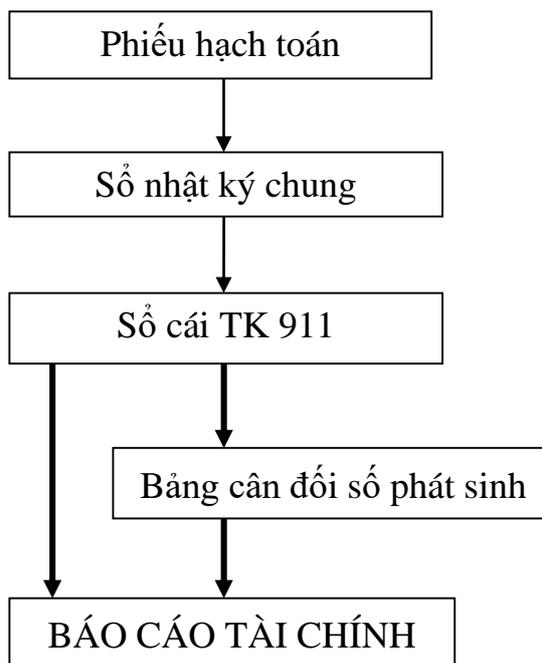 Phiếu hạch toán
Sổ nhật ký chung
Sổ cái TK 911
Bảng cân đối số phát sinh
BÁO CÁO TÀI CHÍNH